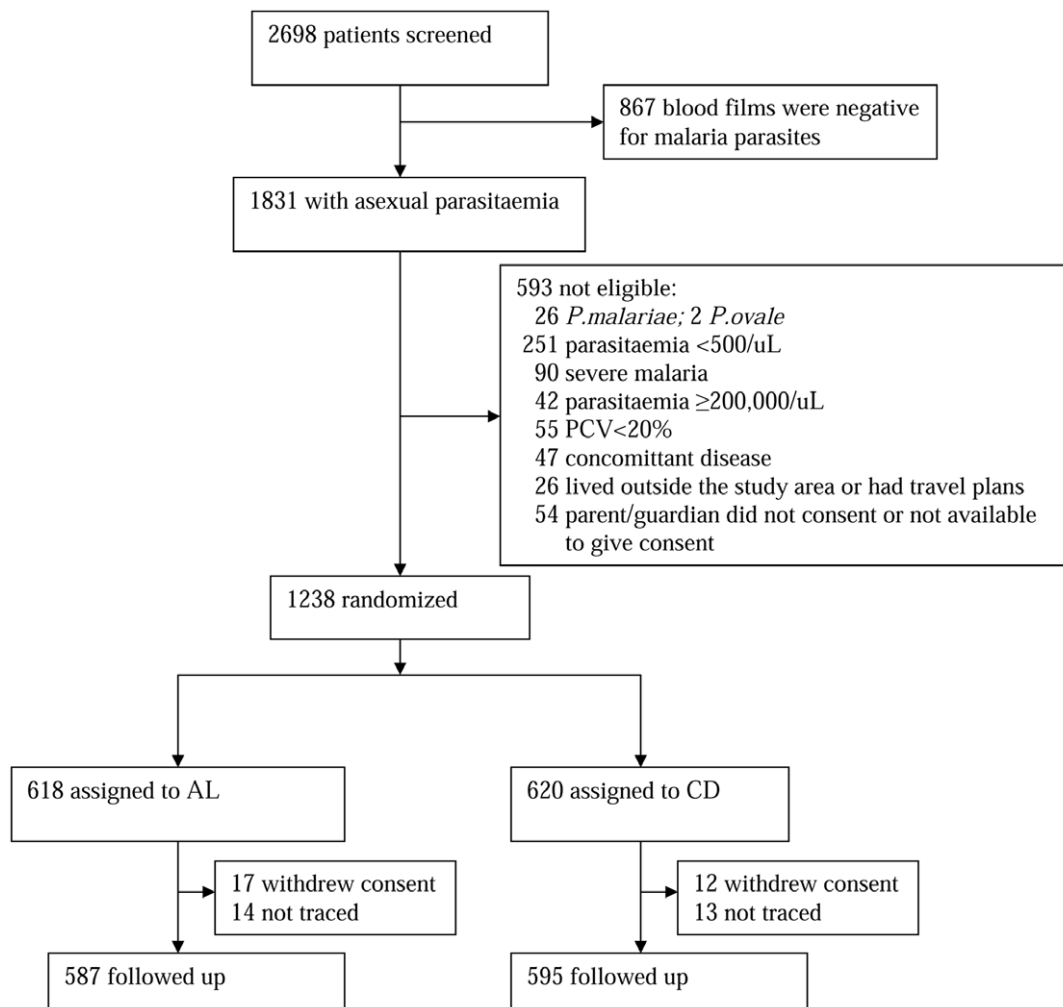 2698 patients screened
867 blood films were negative
for malaria parasites
1831 with asexual parasitaemia
593 not eligible:
26 P.malariae; 2 P.ovale
251 parasitaemia <500/uL
90 severe malaria
42 parasitaemia ≥200,000/uL
55 PCV<20%
47 concomittant disease
26 lived outside the study area or had travel plans
54 parent/guardian did not consent or not available
to give consent
1238 randomized
618 assigned to AL
620 assigned to CD
17 withdrew consent
14 not traced
12 withdrew consent
13 not traced
587 followed up
595 followed up